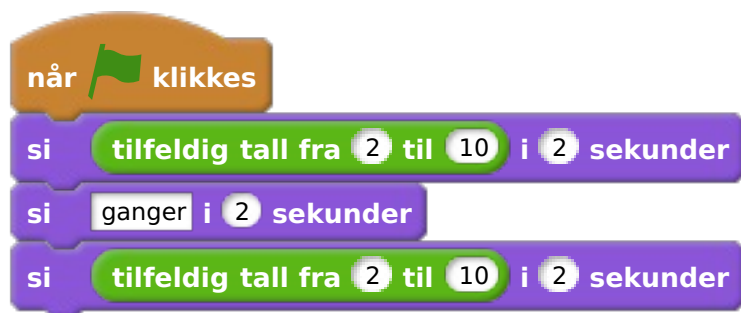 når klikkes
si tilfeldig tall fra 2 til 10 i 2 sekunder
si ganger i 2 sekunder
si tilfeldig tall fra 2 til 10 i 2 sekunder